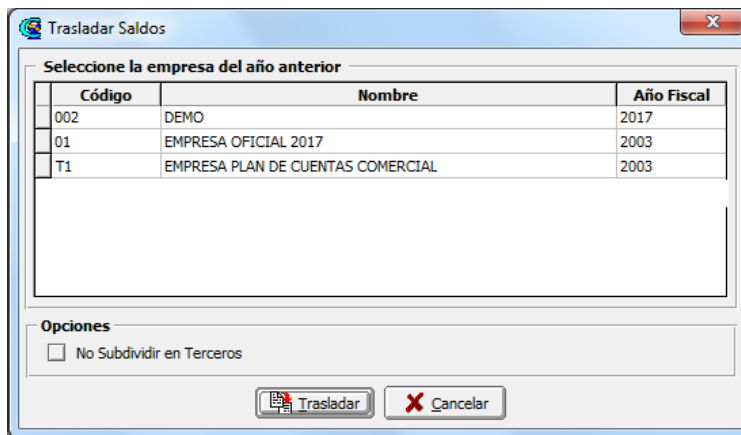 Trasladar Saldos
Seleccione la empresa del año anterior
Código Nombre Año Fiscal
002 DEMO 2017
01 EMPRESA OFICIAL 2017 2003
T1 EMPRESA PLAN DE CUENTAS COMERCIAL 2003
Opciones
No Subdividir en Terceros
Trasladar Cancelar